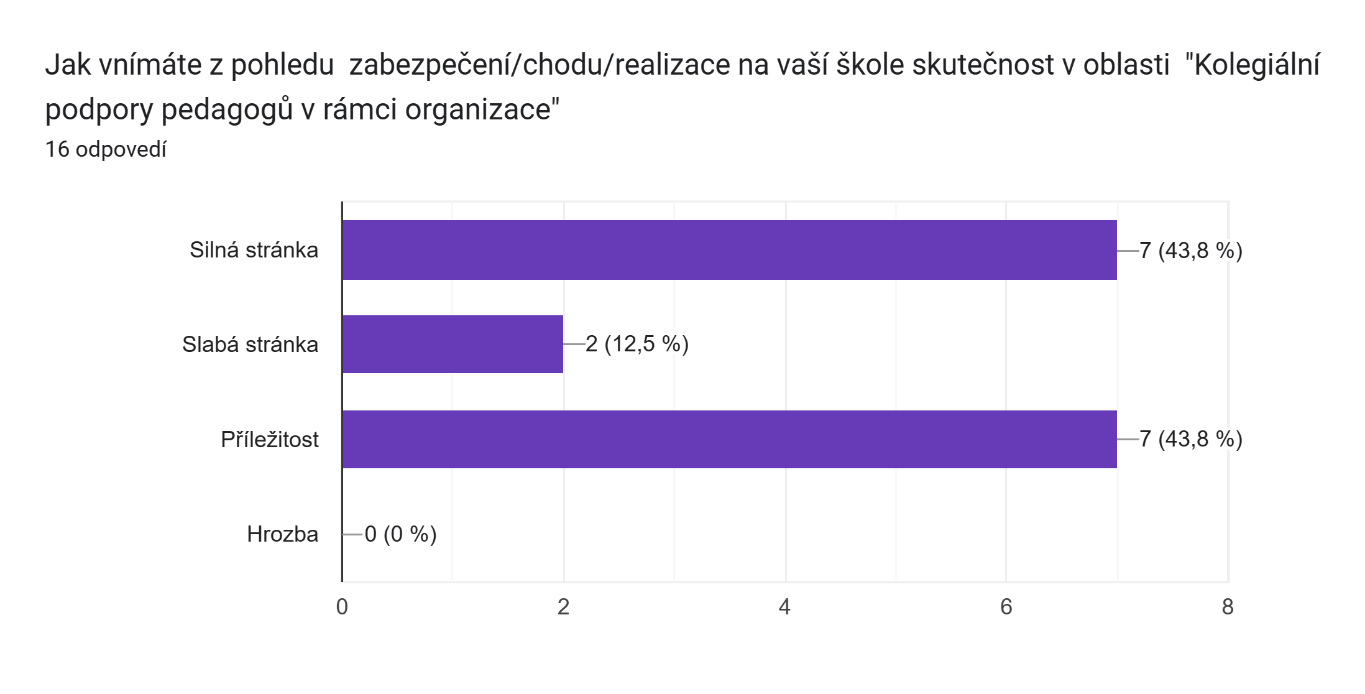 Jak vnímáte z pohledu  zabezpečení/chodu/realizace na vaší škole skutečnost v oblasti  "Kolegiální
podpory pedagogů v rámci organizace"
16 odpovedí
Silná stránka
7 (43,8 %)
Slabá stránka
2 (12,5 %)
Příležitost
7 (43,8 %)
Hrozba
0 (0 %)
0 2 4 6 8